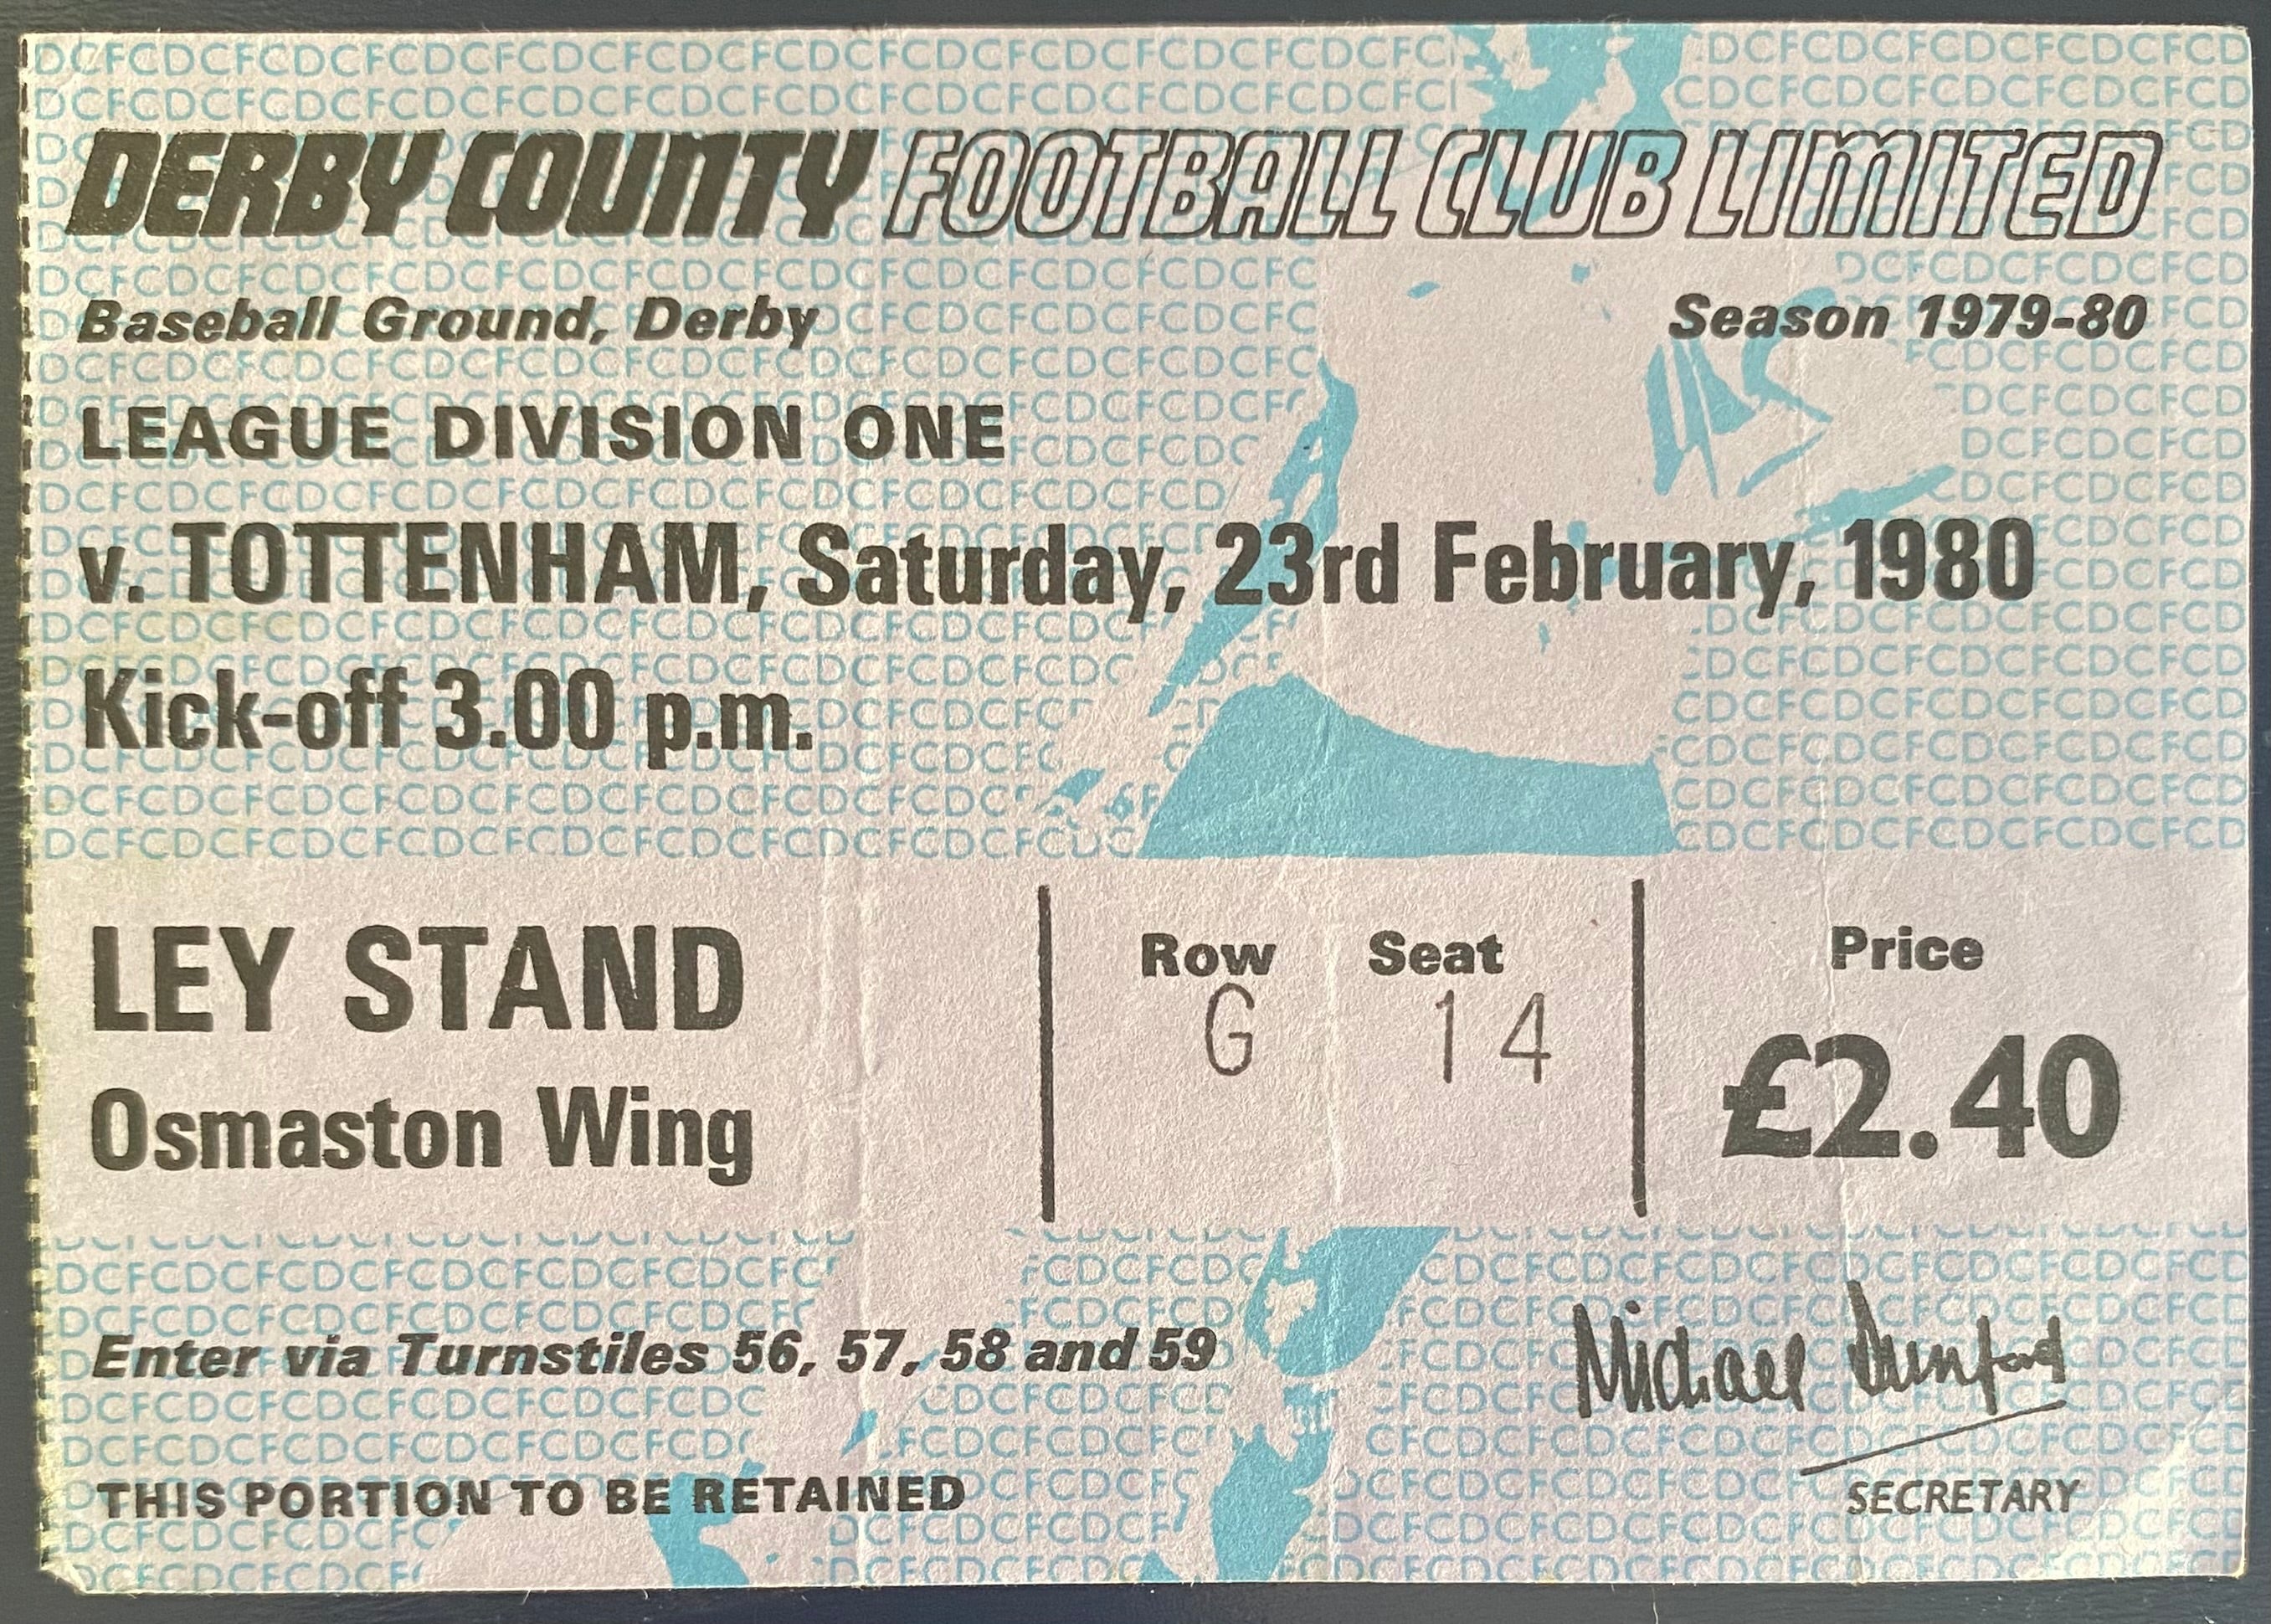 DERBY COUNTY FOOTBALL CLUB LIMITED
Baseball Ground, Derby
Season 1979-80
LEAGUE DIVISION ONE
v. TOTTENHAM, Saturday, 23rd February, 1980
Kick-off 3.00 p.m.
LEY STAND
Osmaston Wing
Row Seat
G 14
Price
£2.40
Enter via Turnstiles 56, 57, 58 and 59
Michael Dunford
THIS PORTION TO BE RETAINED
SECRETARY